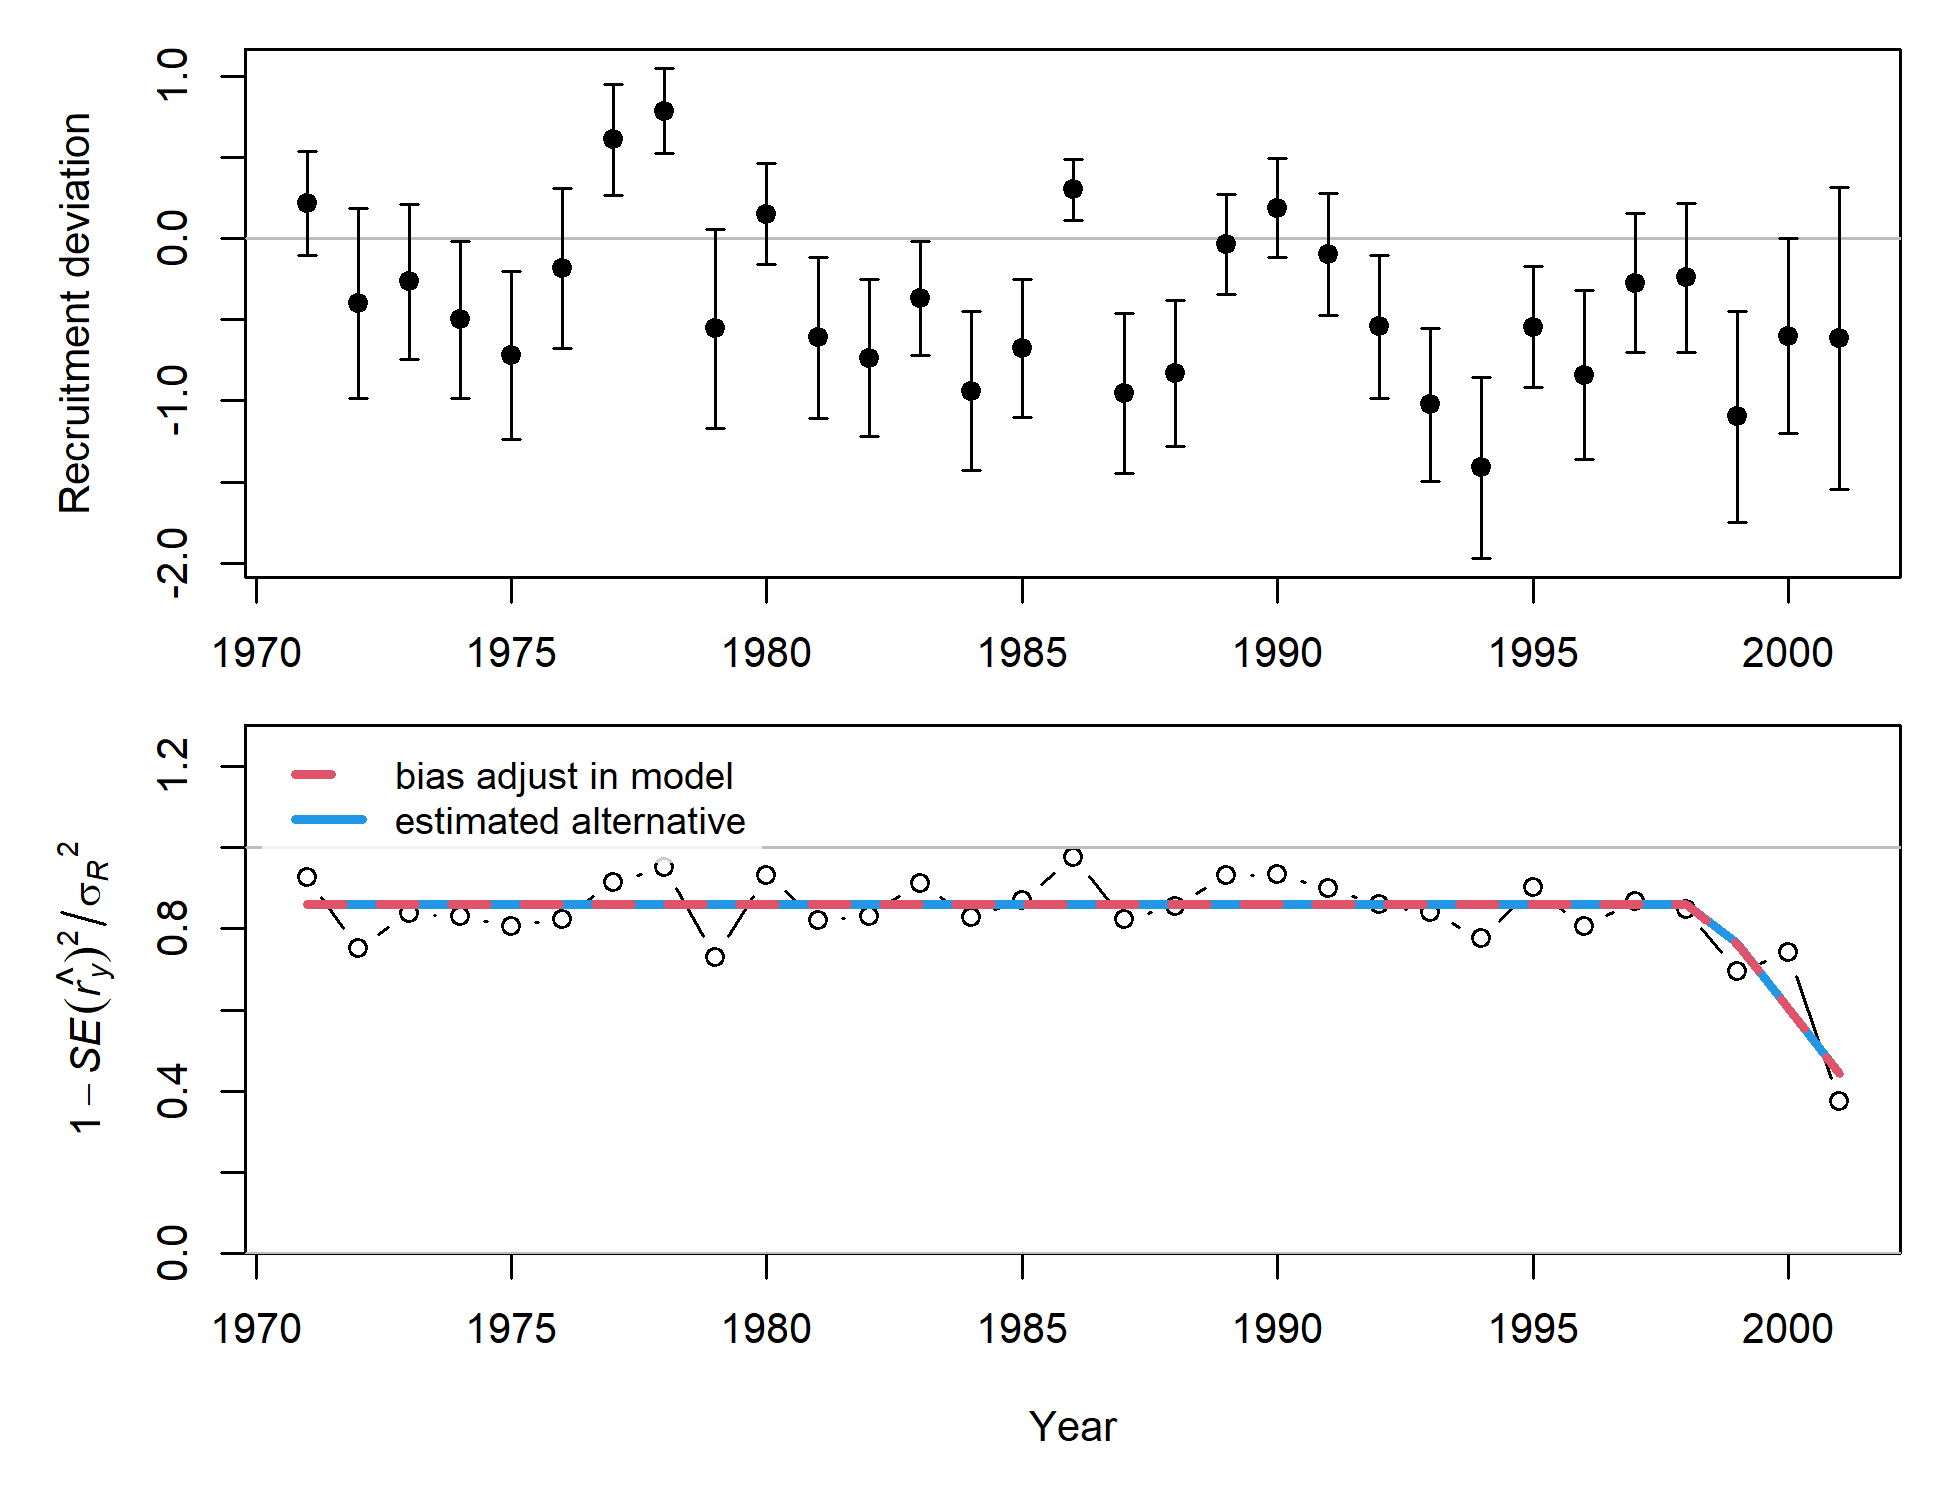 Recruitment deviation
1.0
0.0
-1.0
-2.0
1970 1975 1980 1985 1990 1995 2000
bias adjust in model
estimated alternative
1 − SE(r̂_y)² / σ_R²
1.2
0.8
0.4
0.0
1970 1975 1980 1985 1990 1995 2000
Year